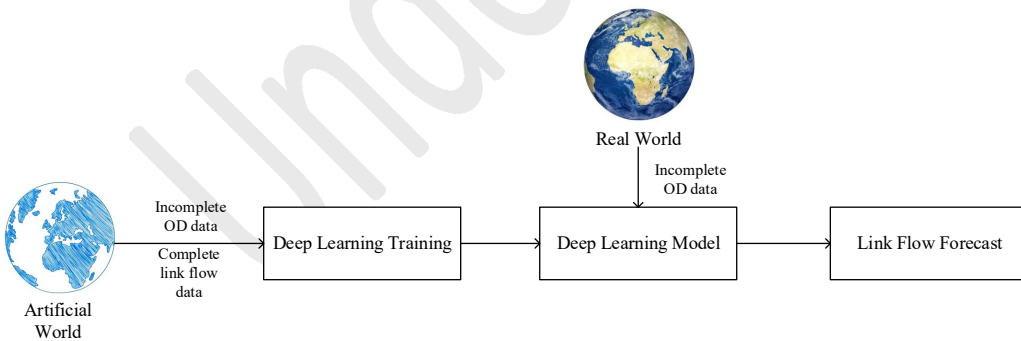 Unde
Real World
Incomplete
OD data
Incomplete
OD data
Deep Learning Training
Deep Learning Model
Link Flow Forecast
Complete
link flow
data
Artificial
World